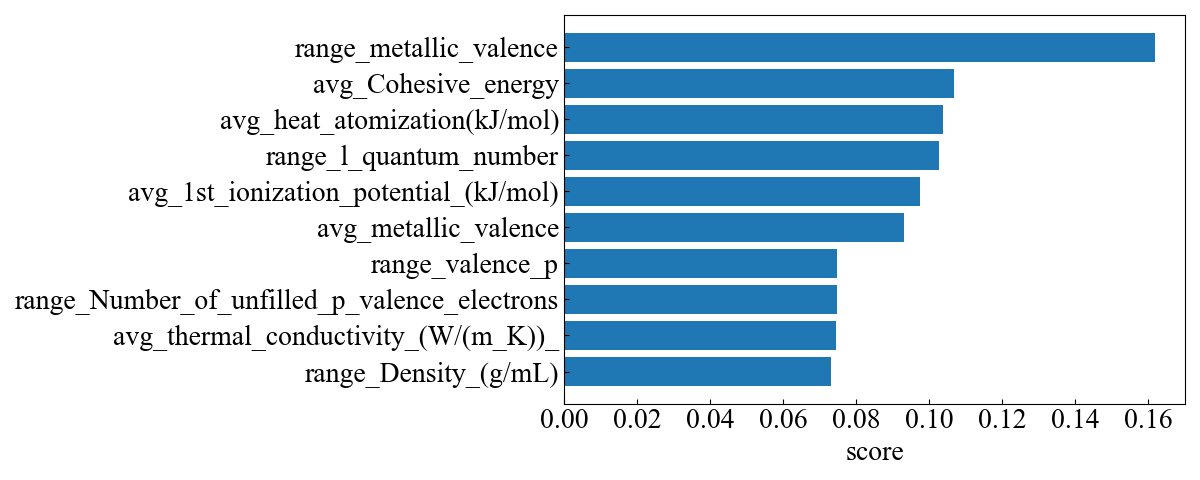 range_metallic_valence
avg_Cohesive_energy
avg_heat_atomization(kJ/mol)
range_l_quantum_number
avg_1st_ionization_potential_(kJ/mol)
avg_metallic_valence
range_valence_p
range_Number_of_unfilled_p_valence_electrons
avg_thermal_conductivity_(W/(m_K))_
range_Density_(g/mL)
0.00 0.02 0.04 0.06 0.08 0.10 0.12 0.14 0.16
score